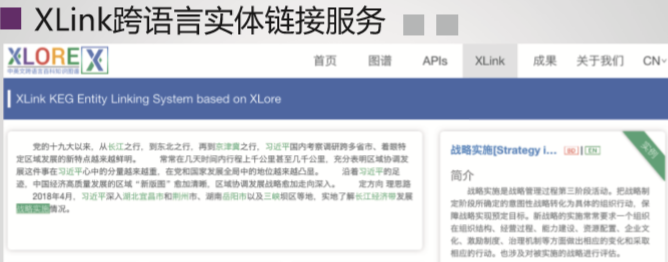 XLink跨语言实体链接服务
XLORE X
中英文跨语言百科知识图谱
首页 图谱 APIs XLink 成果 关于我们 CN
XLink KEG Entity Linking System based on XLore
党的十九大以来，从长江之行，到东北之行，再到京津冀之行，习近平国内考察调研跨多省市、着眼特
定区域发展的新特点越来越鲜明。 常常在几天时间内行程上千公里甚至几千公里，充分表明区域协调发
展这件事在习近平心中的分量越来越重，在党和国家发展全局中的地位越来越凸显。 沿着习近平的足
迹，中国经济高质量发展的区域“新版图”愈加清晰，区域协调发展战略愈加走向深入。 定方向 理思路
2018年4月，习近平深入湖北宜昌市和荆州市、湖南岳阳市以及三峡坝区等地，实地了解长江经济带发展
战略实施情况。
战略实施[Strategy i... | EN
实例
简介
战略实施是战略管理过程第三阶段活动。把战略制
定阶段所确定的意图性战略转化为具体的组织行动，保
障战略实现预定目标。新战略的实施常常要求一个组织
在组织结构、经营过程、能力建设、资源配置、企业文
化、激励制度、治理机制等方面做出相应的变化和采取
相应的行动。也涉及对被实施的战略进行评估。